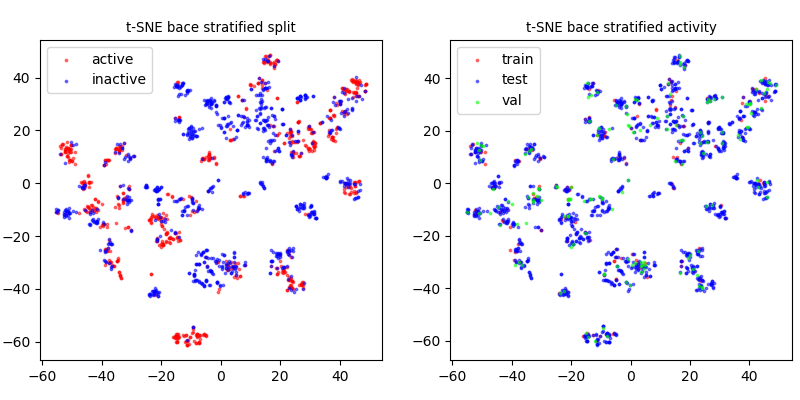 t-SNE bace stratified split
active
inactive
40
20
0
−20
−40
−60
−60 −40 −20 0 20 40
t-SNE bace stratified activity
train
test
val
40
20
0
−20
−40
−60
−60 −40 −20 0 20 40